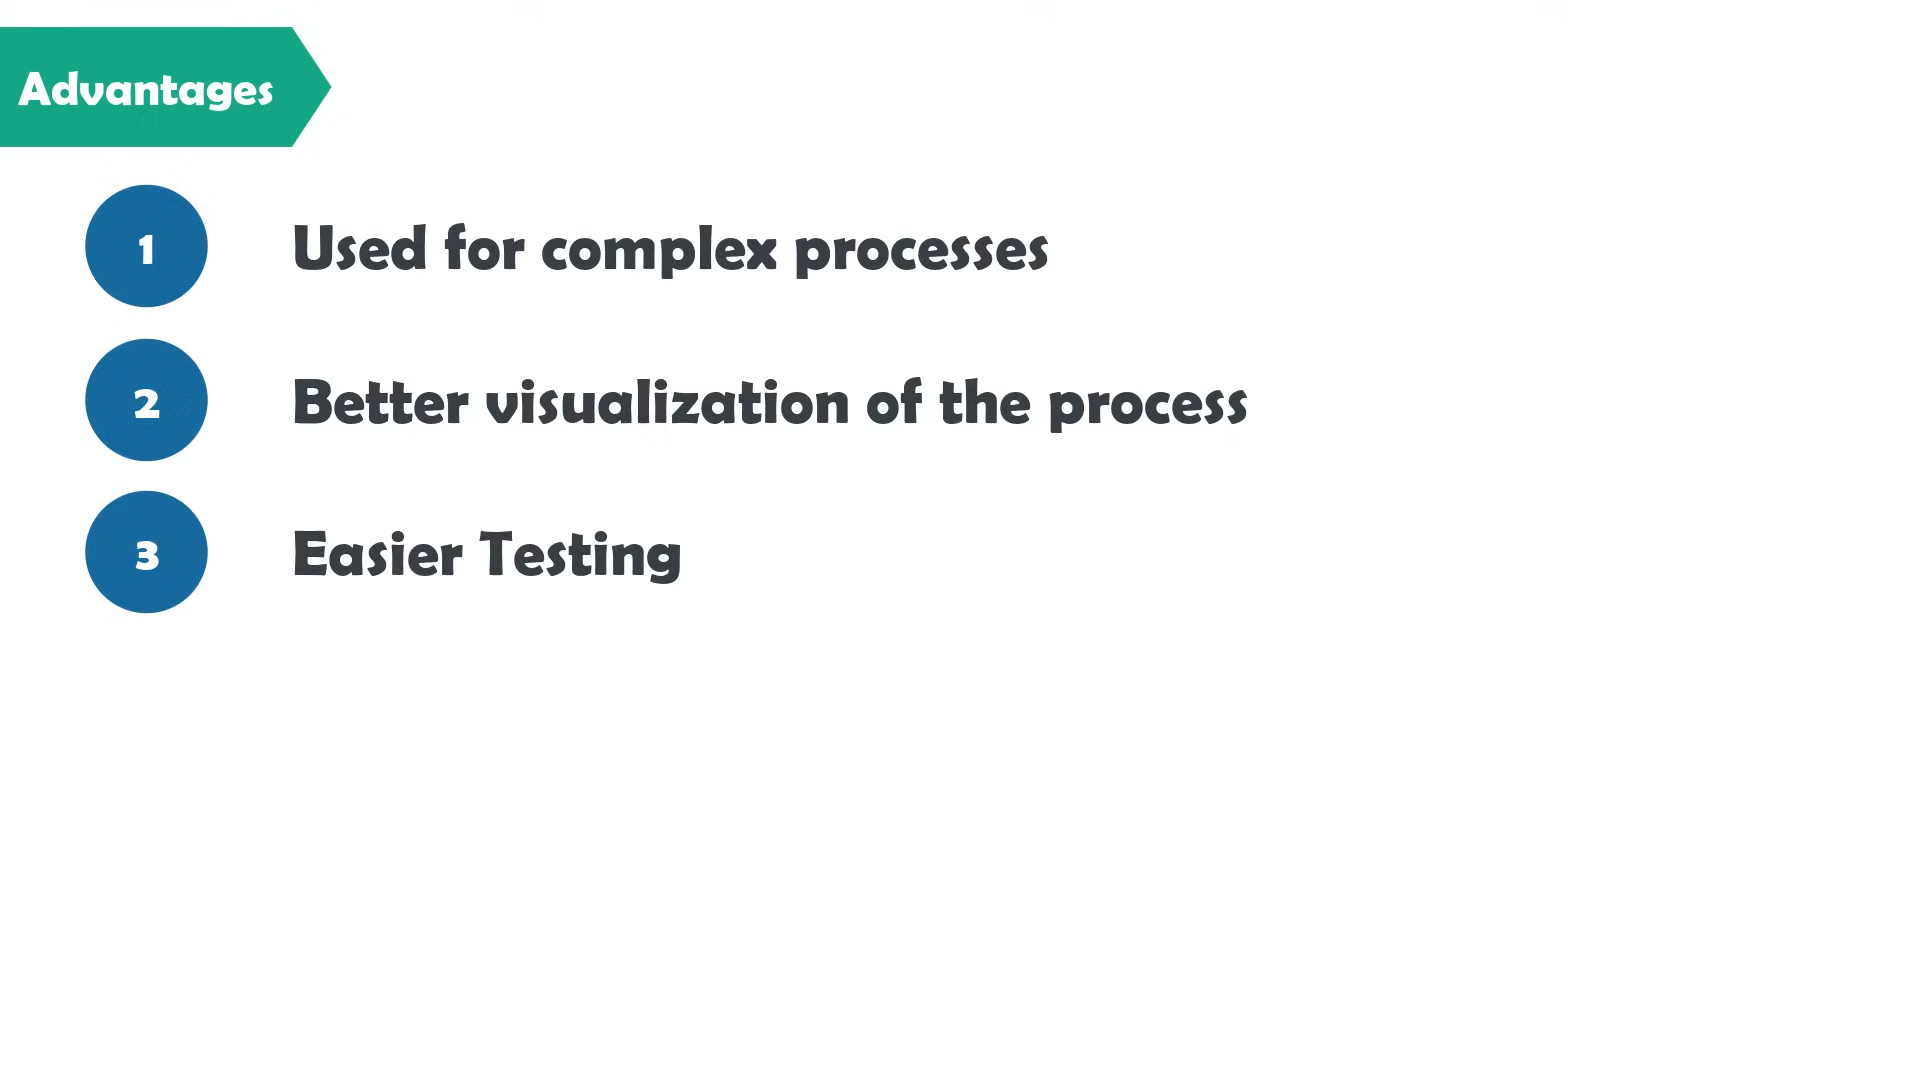 Advantages
1 Used for complex processes
2 Better visualization of the process
3 Easier Testing